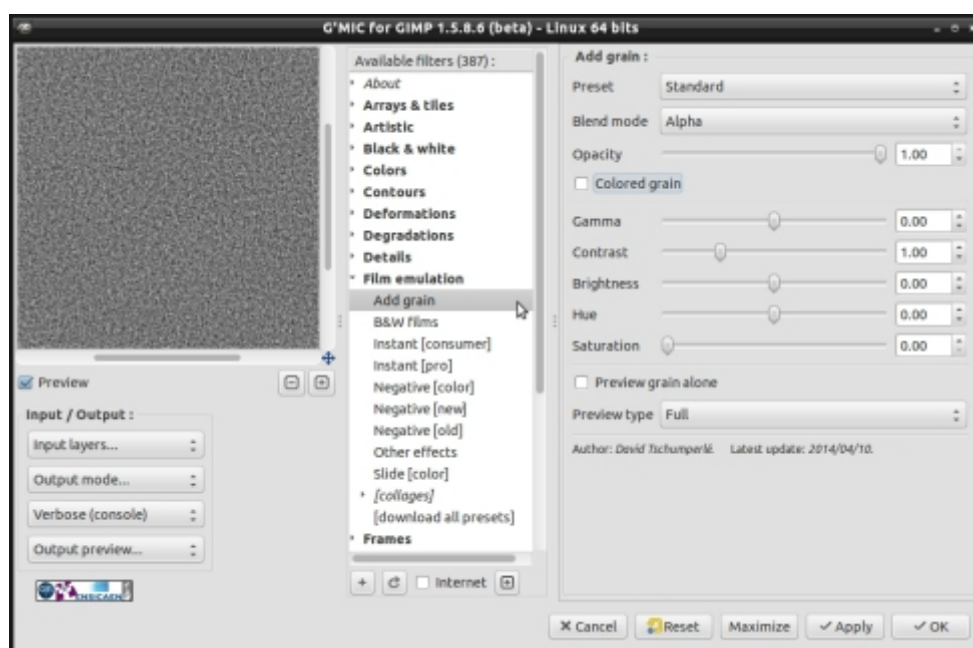 G'MIC for GIMP 1.5.8.6 (beta) - Linux 64 bits
Preview
Input / Output :
Input layers...
Output mode...
Verbose (console)
Output preview...
ENSICAEN
Available filters (387) :
About
Arrays & tiles
Artistic
Black & white
Colors
Contours
Deformations
Degradations
Details
Film emulation
Add grain
B&W films
Instant [consumer]
Instant [pro]
Negative [color]
Negative [new]
Negative [old]
Other effects
Slide [color]
[collages]
[download all presets]
Frames
Internet
Add grain :
Preset Standard
Blend mode Alpha
Opacity 1.00
Colored grain
Gamma 0.00
Contrast 1.00
Brightness 0.00
Hue 0.00
Saturation 0.00
Preview grain alone
Preview type Full
Author: David Tschumperlé. Latest update: 2014/04/10.
Cancel Reset Maximize Apply OK